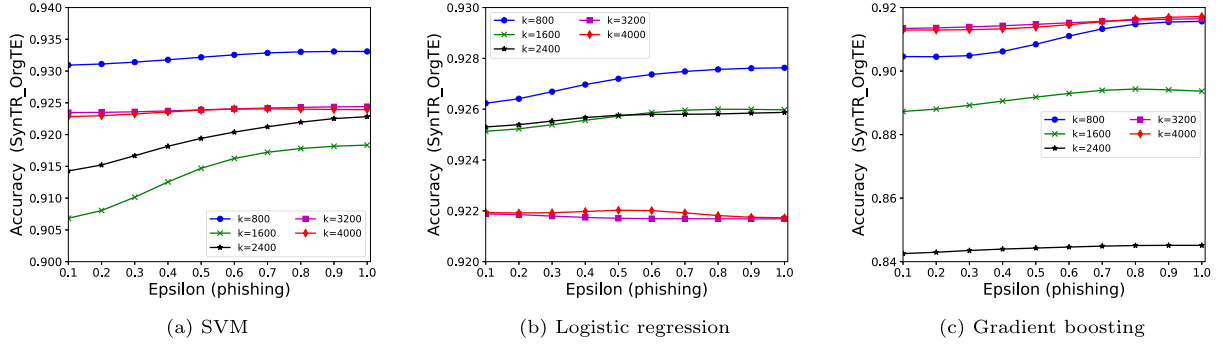 0.940
0.935
0.930
0.925
0.920
0.915
0.910
0.905
0.900
Accuracy (SynTR_OrgTE)
k=800
k=1600
k=2400
k=3200
k=4000
0.1 0.2 0.3 0.4 0.5 0.6 0.7 0.8 0.9 1.0
Epsilon (phishing)
(a) SVM
0.930
0.928
0.926
0.924
0.922
0.920
Accuracy (SynTR_OrgTE)
k=800
k=1600
k=2400
k=3200
k=4000
0.1 0.2 0.3 0.4 0.5 0.6 0.7 0.8 0.9 1.0
Epsilon (phishing)
(b) Logistic regression
0.92
0.90
0.88
0.86
0.84
Accuracy (SynTR_OrgTE)
k=800
k=1600
k=2400
k=3200
k=4000
0.1 0.2 0.3 0.4 0.5 0.6 0.7 0.8 0.9 1.0
Epsilon (phishing)
(c) Gradient boosting